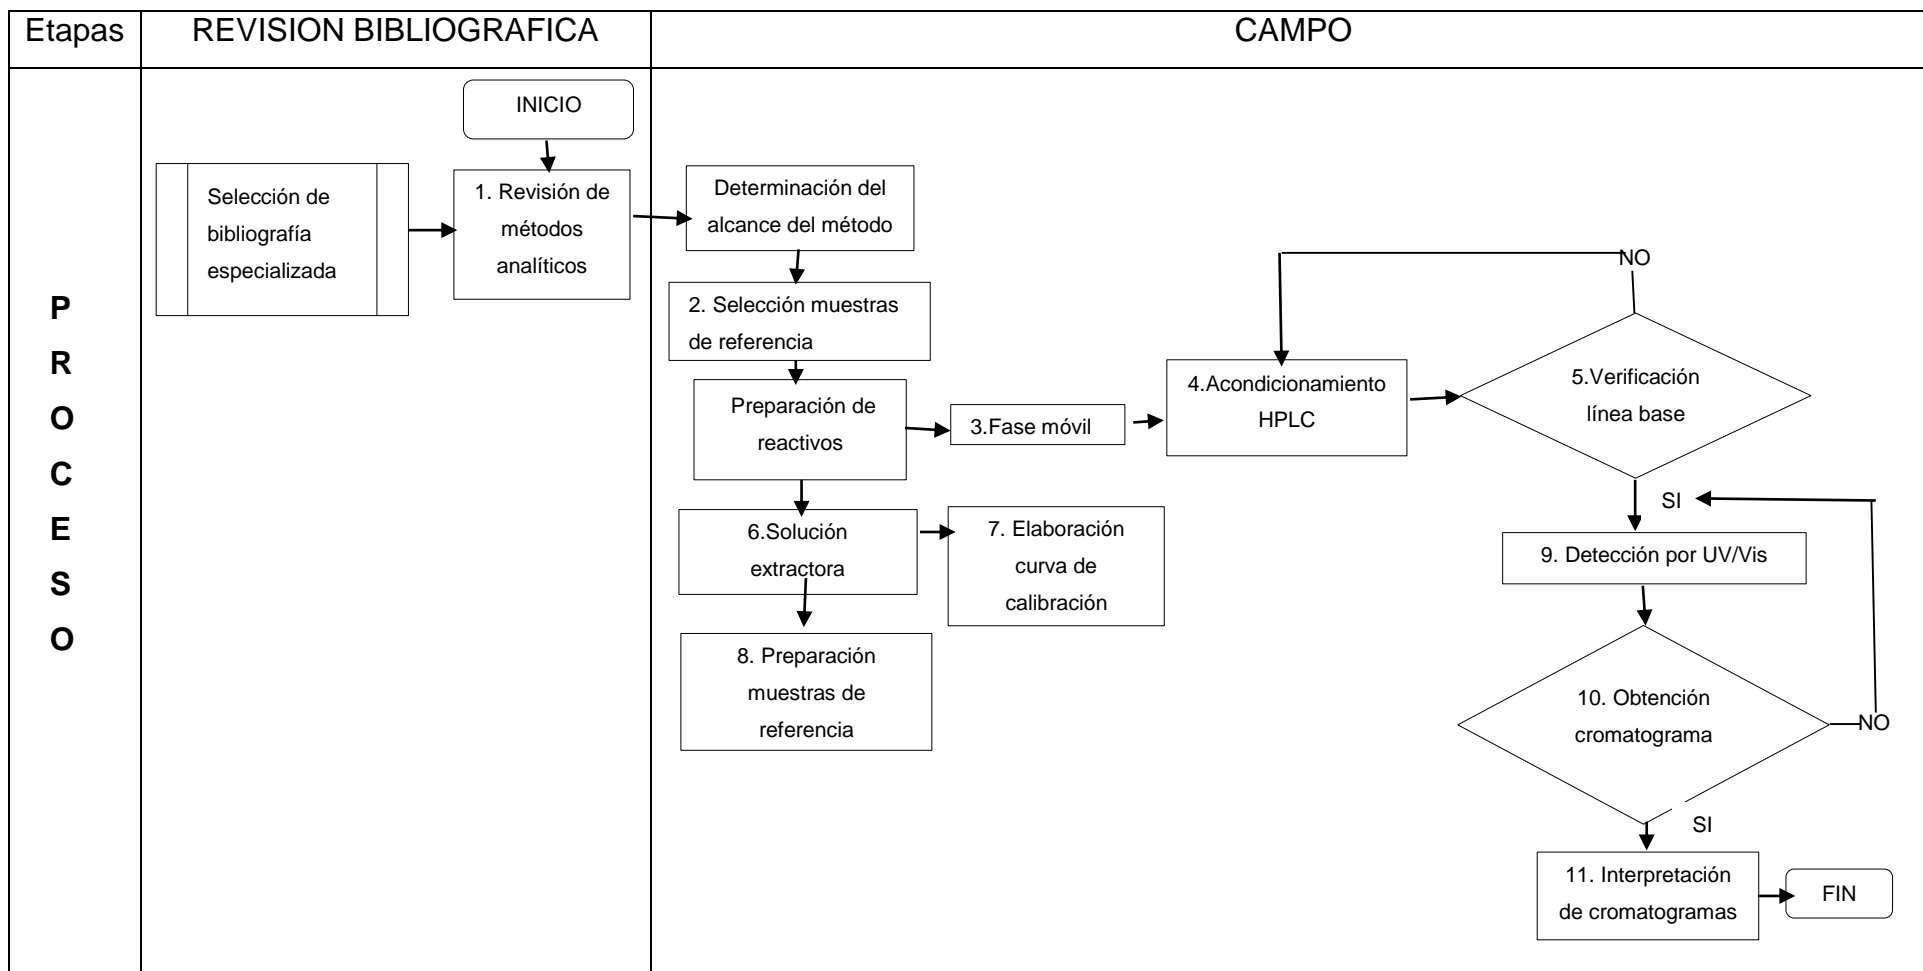 Etapas
REVISION BIBLIOGRAFICA
CAMPO
P
R
O
C
E
S
O
INICIO
Selección de
bibliografía
especializada
1. Revisión de
métodos
analíticos
Determinación del
alcance del método
2. Selección muestras
de referencia
Preparación de
reactivos
3.Fase móvil
4.Acondicionamiento
HPLC
NO
5.Verificación
línea base
SI
6.Solución
extractora
7. Elaboración
curva de
calibración
8. Preparación
muestras de
referencia
9. Detección por UV/Vis
10. Obtención
cromatograma
NO
SI
11. Interpretación
de cromatogramas
FIN